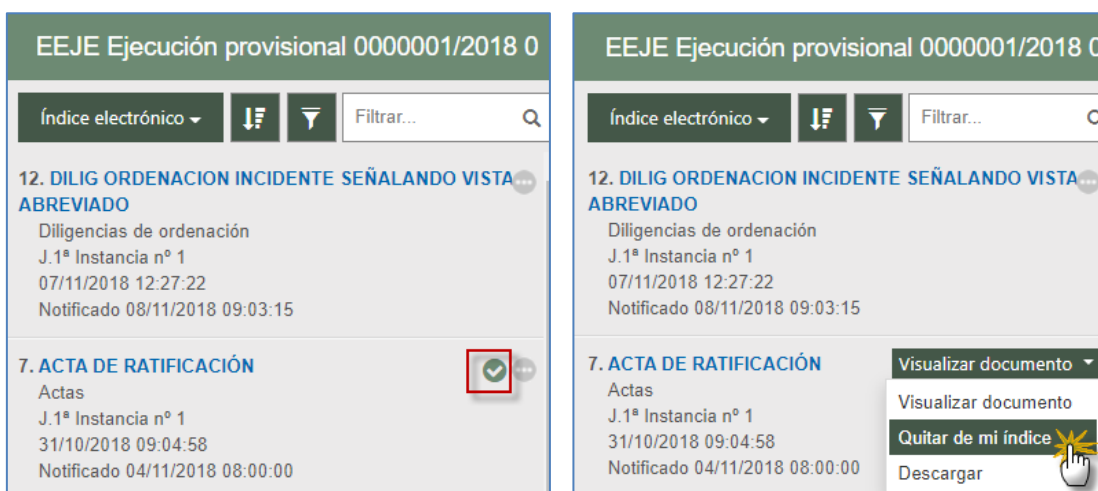 EEJE Ejecución provisional 0000001/2018 0
Índice electrónico
Filtrar...
12. DILIG ORDENACION INCIDENTE SEÑALANDO VISTA
ABREVIADO
Diligencias de ordenación
J.1ª Instancia nº 1
07/11/2018 12:27:22
Notificado 08/11/2018 09:03:15
7. ACTA DE RATIFICACIÓN
Actas
J.1ª Instancia nº 1
31/10/2018 09:04:58
Notificado 04/11/2018 08:00:00
EEJE Ejecución provisional 0000001/2018 0
Índice electrónico
Filtrar...
12. DILIG ORDENACION INCIDENTE SEÑALANDO VISTA
ABREVIADO
Diligencias de ordenación
J.1ª Instancia nº 1
07/11/2018 12:27:22
Notificado 08/11/2018 09:03:15
7. ACTA DE RATIFICACIÓN
Actas
J.1ª Instancia nº 1
31/10/2018 09:04:58
Notificado 04/11/2018 08:00:00
Visualizar documento
Visualizar documento
Quitar de mi índice
Descargar